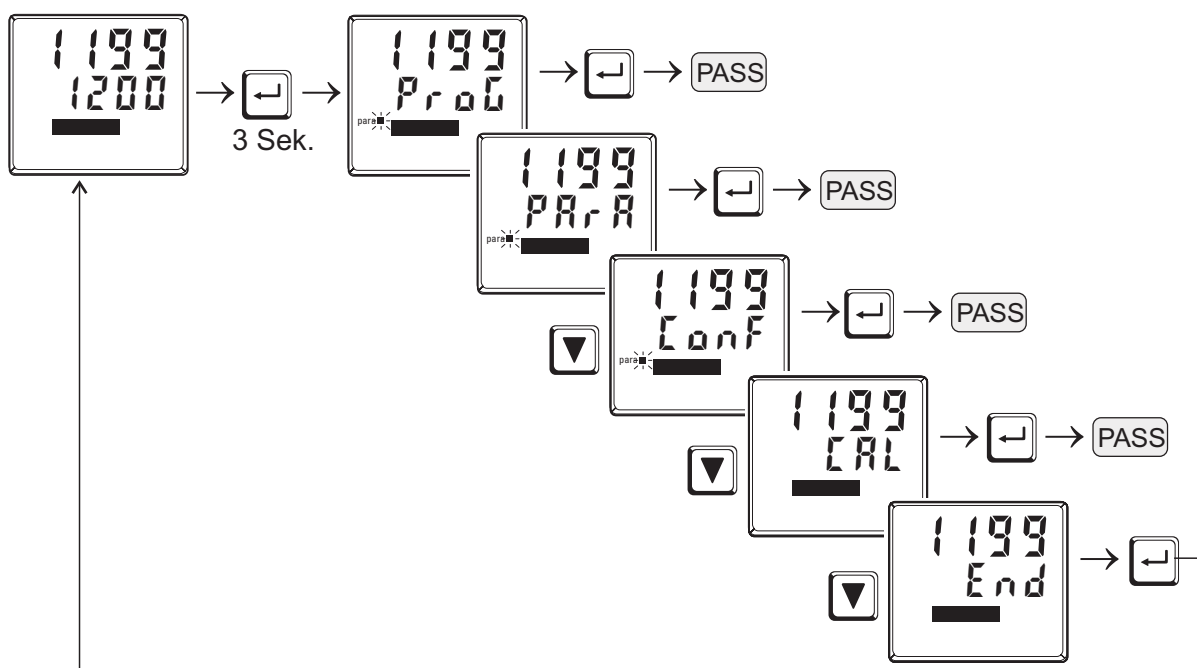 1199
1200
3 Sek.
1199
ProG
para
PASS
1199
PArA
para
PASS
1199
ConF
para
PASS
1199
CAL
PASS
1199
End